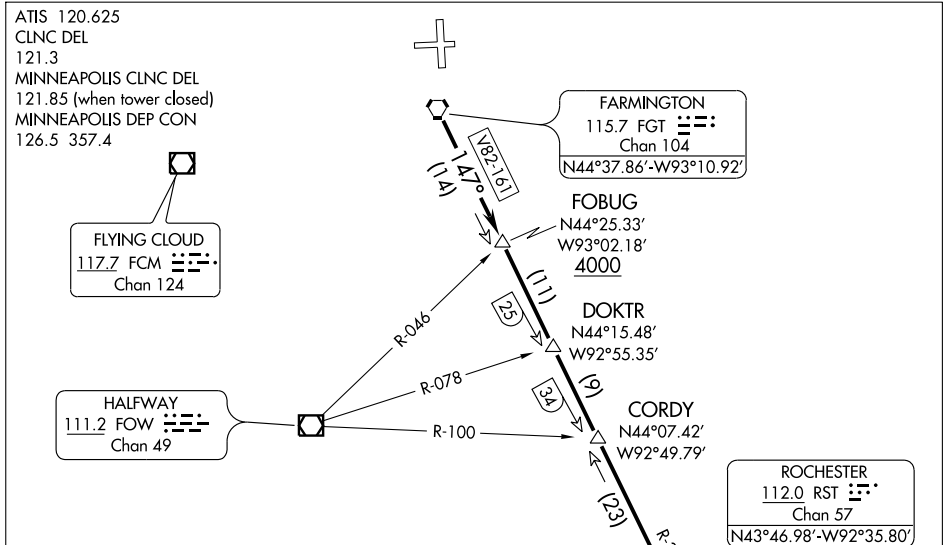 ATIS 120.625
CLNC DEL
121.3
MINNEAPOLIS CLNC DEL
121.85 (when tower closed)
MINNEAPOLIS DEP CON
126.5 357.4
FARMINGTON
115.7 FGT
Chan 104
N44°37.86'-W93°10.92'
V82-161
147°
(14)
FLYING CLOUD
117.7 FCM
Chan 124
FOBUG
N44°25.33'
W93°02.18'
4000
(11)
R-046
25
DOKTR
N44°15.48'
W92°55.35'
R-078
(9)
34
HALFWAY
111.2 FOW
Chan 49
R-100
CORDY
N44°07.42'
W92°49.79'
(23)
ROCHESTER
112.0 RST
Chan 57
N43°46.98'-W92°35.80'